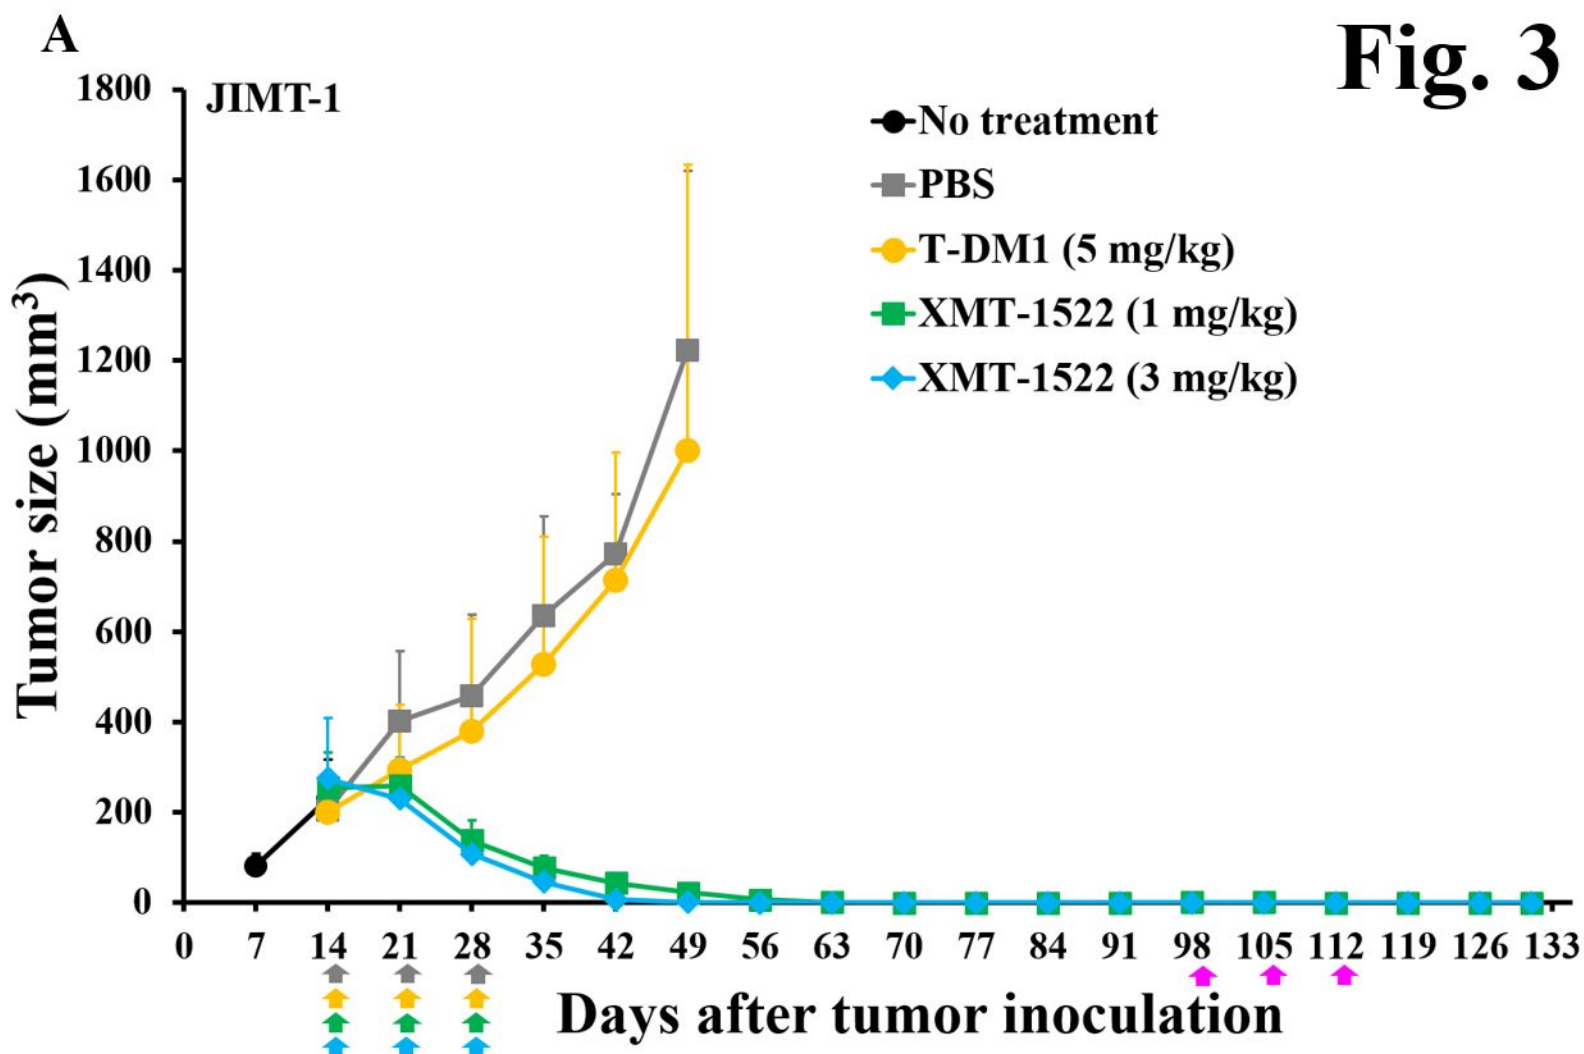 A
Fig. 3
JIMT-1
No treatment
PBS
T-DM1 (5 mg/kg)
XMT-1522 (1 mg/kg)
XMT-1522 (3 mg/kg)
Tumor size (mm³)
1800
1600
1400
1200
1000
800
600
400
200
0
0 7 14 21 28 35 42 49 56 63 70 77 84 91 98 105 112 119 126 133
Days after tumor inoculation